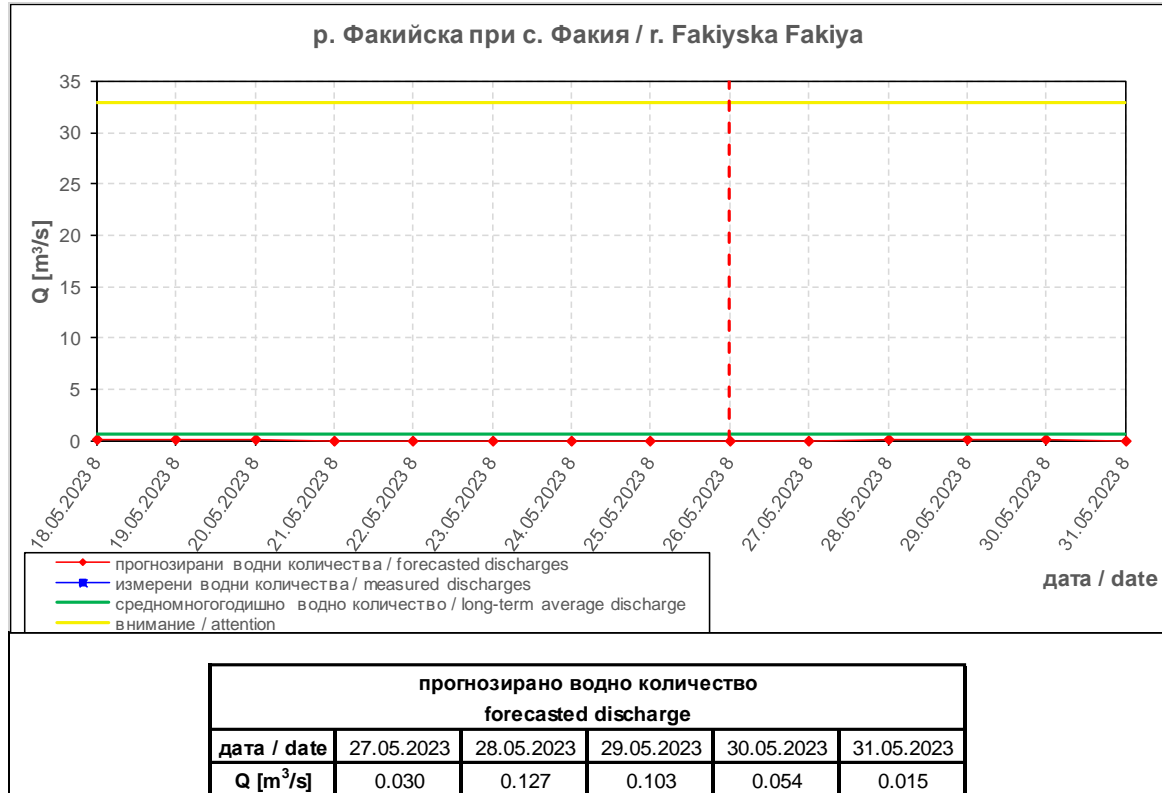 р. Факийска при с. Факия / r. Fakiyska Fakiya
35
30
25
20
15
10
5
0
Q [m³/s]
18.05.2023 8
19.05.2023 8
20.05.2023 8
21.05.2023 8
22.05.2023 8
23.05.2023 8
24.05.2023 8
25.05.2023 8
26.05.2023 8
27.05.2023 8
28.05.2023 8
29.05.2023 8
30.05.2023 8
31.05.2023 8
дата / date
прогнозирани водни количества / forecasted discharges
измерени водни количества / measured discharges
средномногогодишно водно количество / long-term average discharge
внимание / attention
прогнозирано водно количество
forecasted discharge
дата / date 27.05.2023 28.05.2023 29.05.2023 30.05.2023 31.05.2023
Q [m³/s] 0.030 0.127 0.103 0.054 0.015